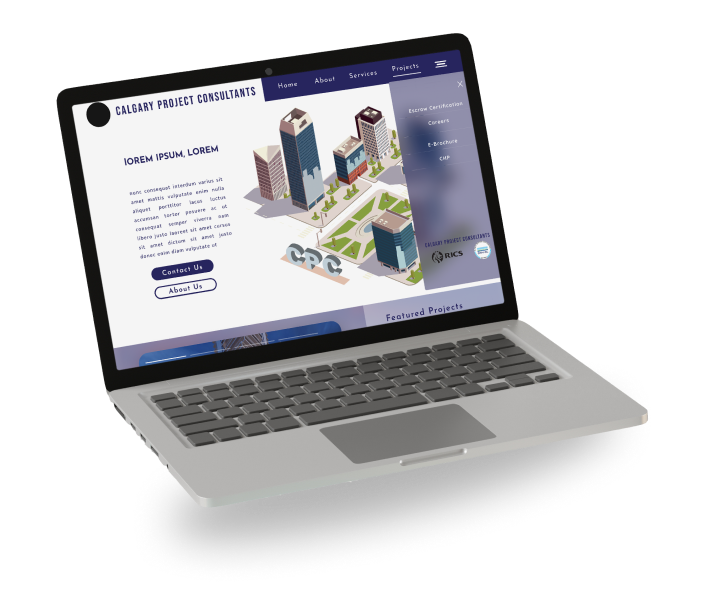 CALGARY PROJECT CONSULTANTS
Home About Services Projects
Escrow Certification
Careers
E-Brochure
CHP
IOREM IPSUM, LOREM
nunc consequat interdum varius sit
amet mattis vulputate enim nulla
aliquet porttitor lacus luctus
accumsan tortor posuere ac ut
consequat semper viverra nam
libero justo laoreet sit amet cursus
sit amet dictum sit amet justo
donec enim diam vulputate ut
Contact Us
About Us
CPC
CALGARY PROJECT CONSULTANTS
RICS
Featured Projects